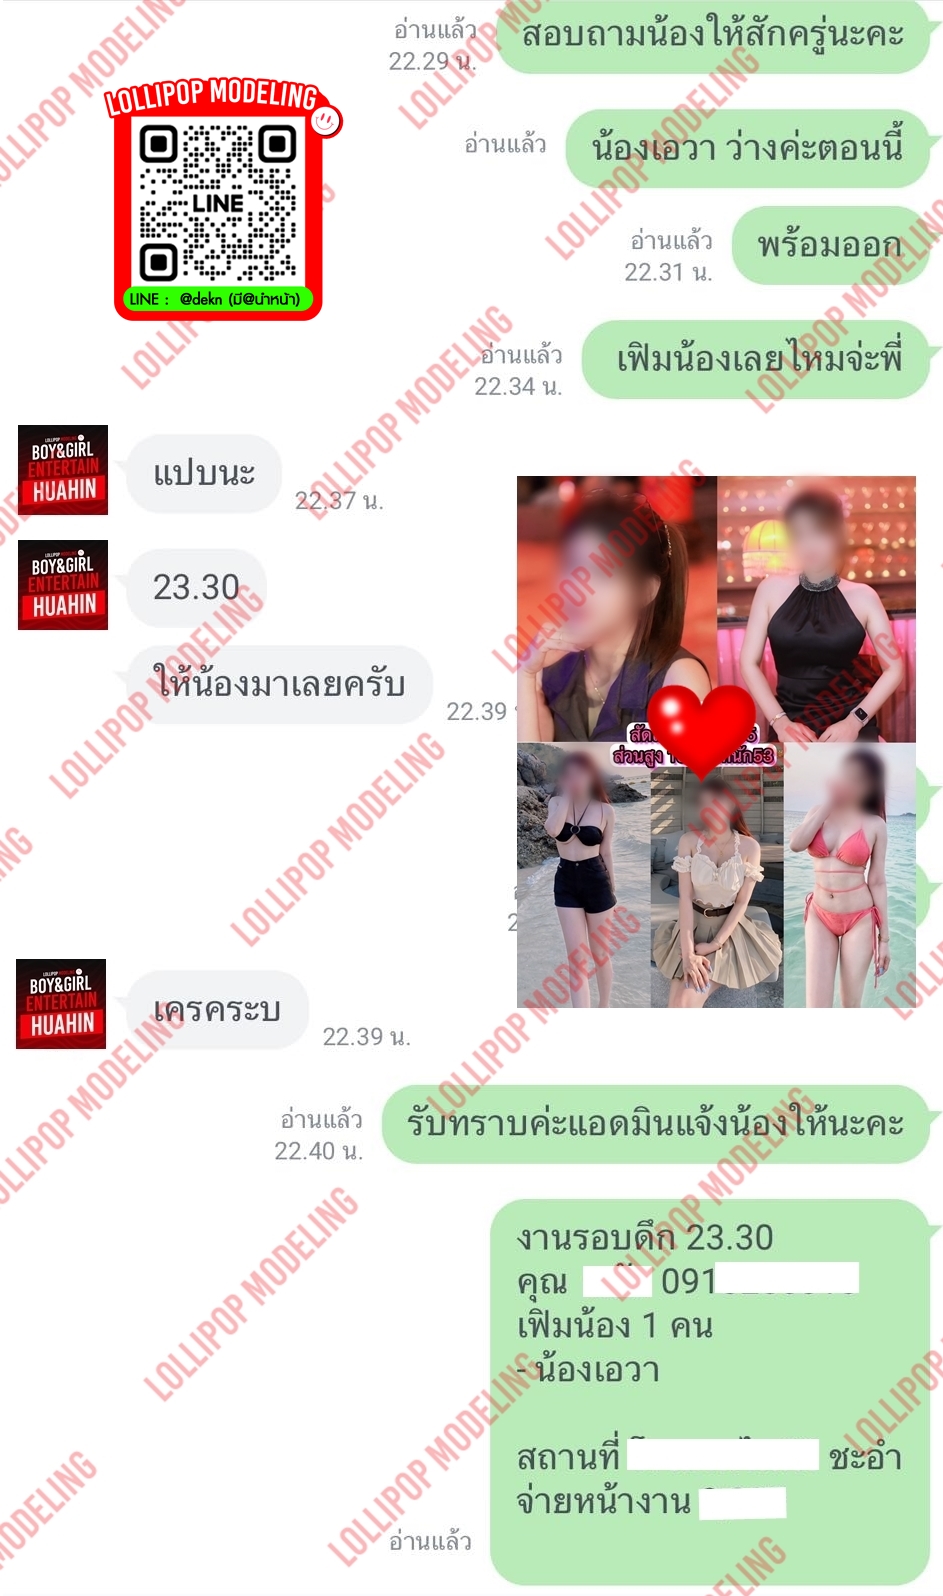 อ่านแล้ว
22.29 น.
สอบถามน้องให้สักครู่นะคะ
LOLLIPOP MODELING
LINE
LINE : @dekn (มี@นำหน้า)
อ่านแล้ว
น้องเอวา ว่างค่ะตอนนี้
อ่านแล้ว
22.31 น.
พร้อมออก
อ่านแล้ว
22.34 น.
เฟิมน้องเลยไหมจ่ะพี่
LOLLIPOP MODELING
BOY&GIRL
ENTERTAIN
HUAHIN
แปบนะ
22.37 น.
BOY&GIRL
ENTERTAIN
HUAHIN
23.30
ให้น้องมาเลยครับ
22.39
ส่วนสูง
53
BOY&GIRL
ENTERTAIN
HUAHIN
เครคระบ
22.39 น.
อ่านแล้ว
22.40 น.
รับทราบค่ะแอดมินแจ้งน้องให้นะคะ
งานรอบดึก 23.30
คุณ 091
เฟิมน้อง 1 คน
- น้องเอวา
สถานที่ ชะอำ
จ่ายหน้างาน
อ่านแล้ว